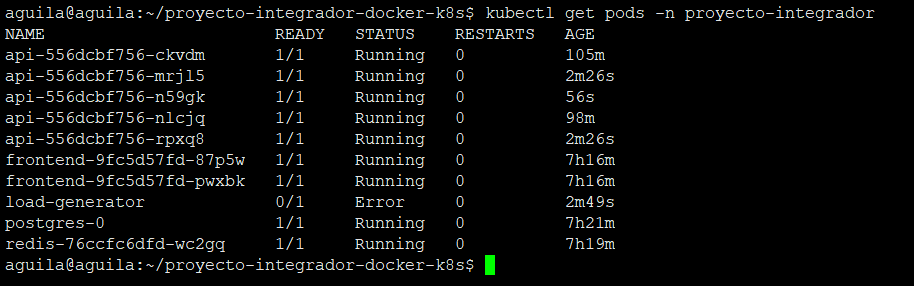 aguila@aguila:~/proyecto-integrador-docker-k8s$ kubectl get pods -n proyecto-integrador
NAME READY STATUS RESTARTS AGE
api-556dcbf756-ckvdm 1/1 Running 0 105m
api-556dcbf756-mrjl5 1/1 Running 0 2m26s
api-556dcbf756-n59gk 1/1 Running 0 56s
api-556dcbf756-nlcjq 1/1 Running 0 98m
api-556dcbf756-rpxq8 1/1 Running 0 2m26s
frontend-9fc5d57fd-87p5w 1/1 Running 0 7h16m
frontend-9fc5d57fd-pwxbk 1/1 Running 0 7h16m
load-generator 0/1 Error 0 2m49s
postgres-0 1/1 Running 0 7h21m
redis-76ccfc6dfd-wc2gq 1/1 Running 0 7h19m
aguila@aguila:~/proyecto-integrador-docker-k8s$